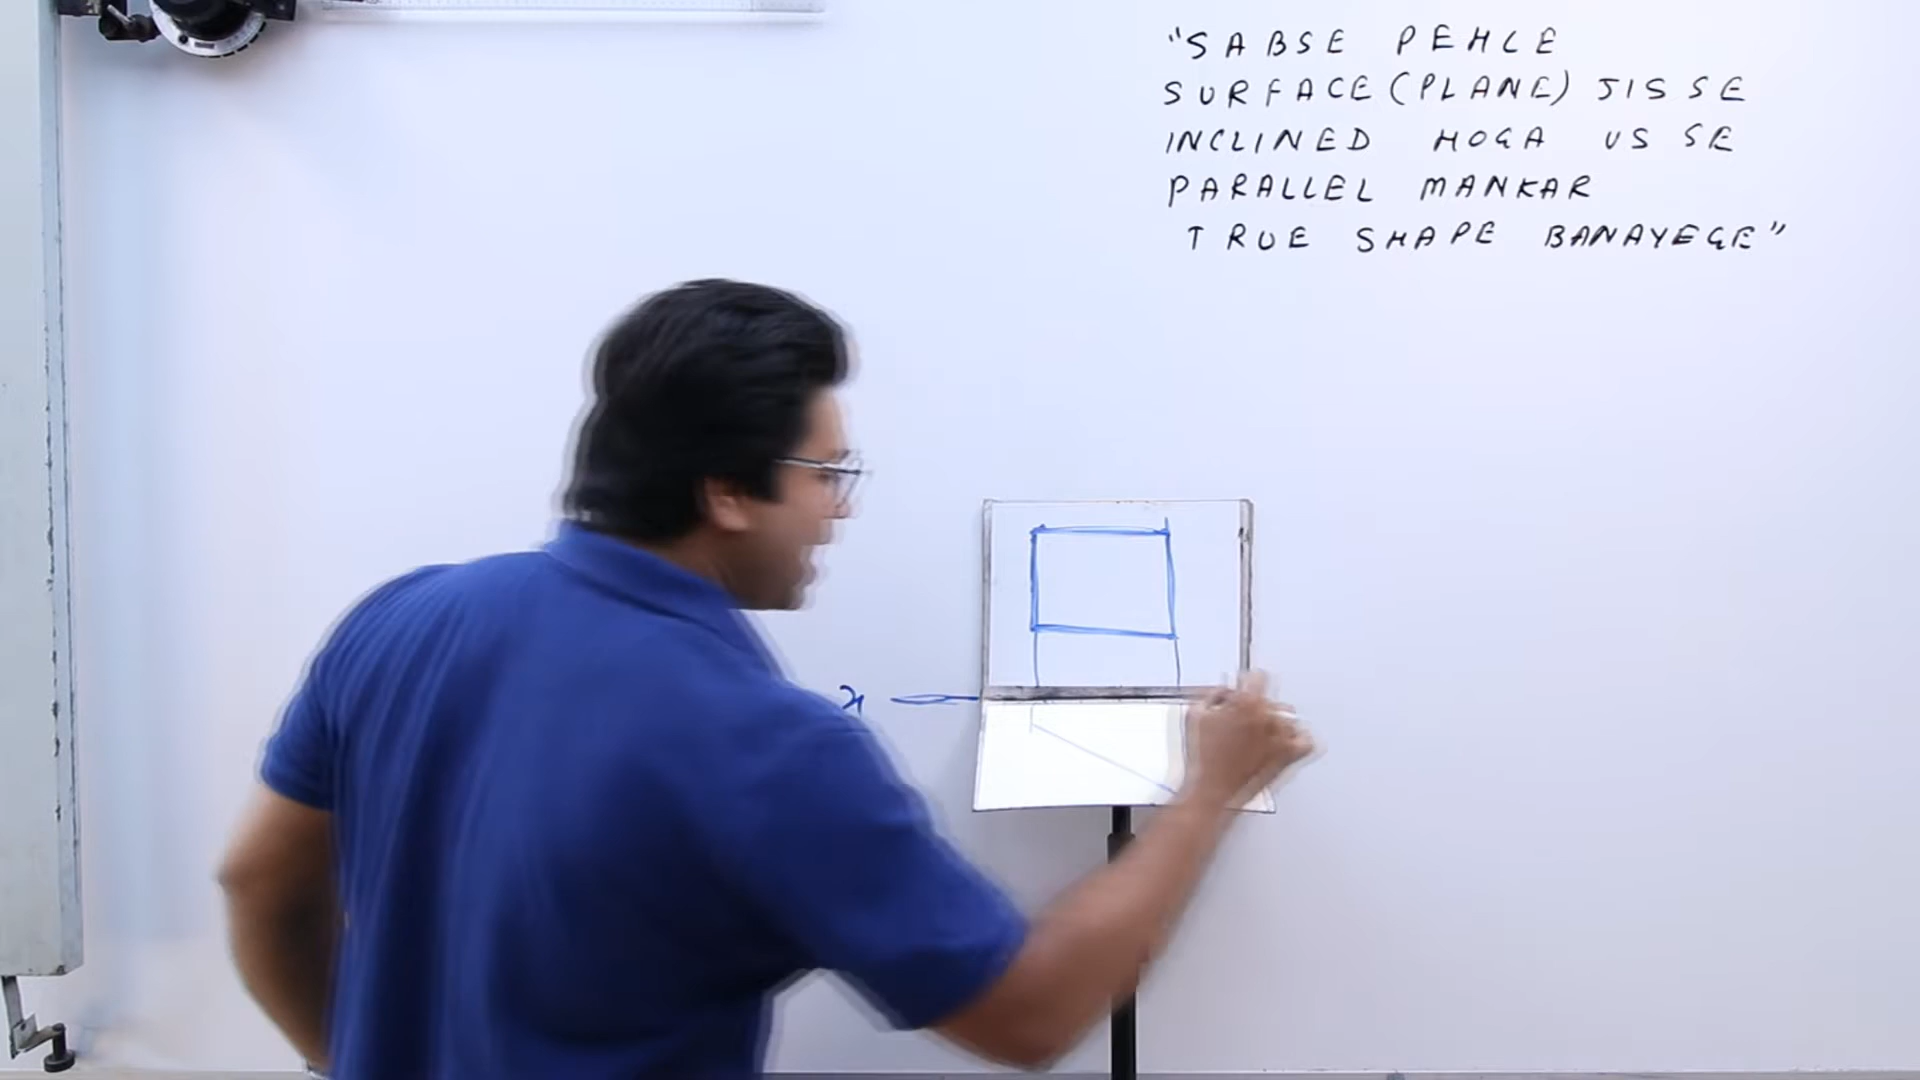 "SABSE PEHLE
SURFACE (PLANE) JISSE
INCLINED HOGA US SE
PARALLEL MANKAR
TRUE SHAPE BANAYEGE"
x